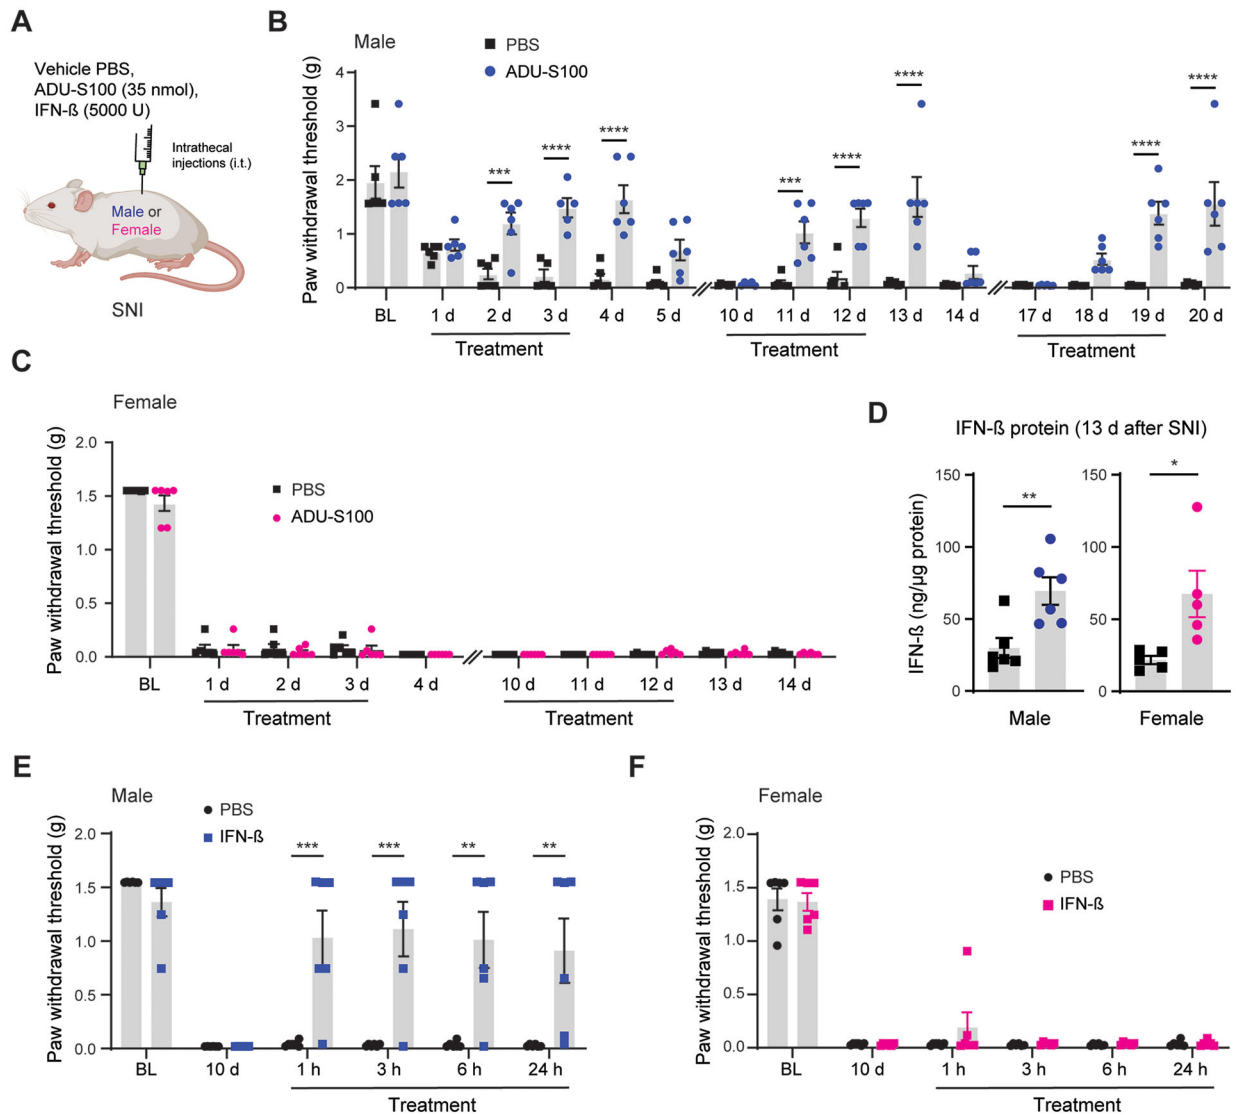 A
Vehicle PBS,
ADU-S100 (35 nmol),
IFN-ß (5000 U)
Intrathecal
injections (i.t.)
Male or
Female
SNI
B
Male
PBS
ADU-S100
Paw withdrawal threshold (g)
4
3
2
1
0
***
****
****
***
****
****
****
****
BL
1 d
2 d
3 d
4 d
5 d
10 d
11 d
12 d
13 d
14 d
17 d
18 d
19 d
20 d
Treatment
Treatment
Treatment
C
Female
PBS
ADU-S100
Paw withdrawal threshold (g)
2.0
1.5
1.0
0.5
0.0
BL
1 d
2 d
3 d
4 d
10 d
11 d
12 d
13 d
14 d
Treatment
Treatment
D
IFN-ß protein (13 d after SNI)
IFN-ß (ng/µg protein)
150
100
50
0
**
Male
150
100
50
0
*
Female
E
Male
PBS
IFN-ß
Paw withdrawal threshold (g)
2.0
1.5
1.0
0.5
0.0
***
***
**
**
BL
10 d
1 h
3 h
6 h
24 h
Treatment
F
Female
PBS
IFN-ß
Paw withdrawal threshold (g)
2.0
1.5
1.0
0.5
0.0
BL
10 d
1 h
3 h
6 h
24 h
Treatment